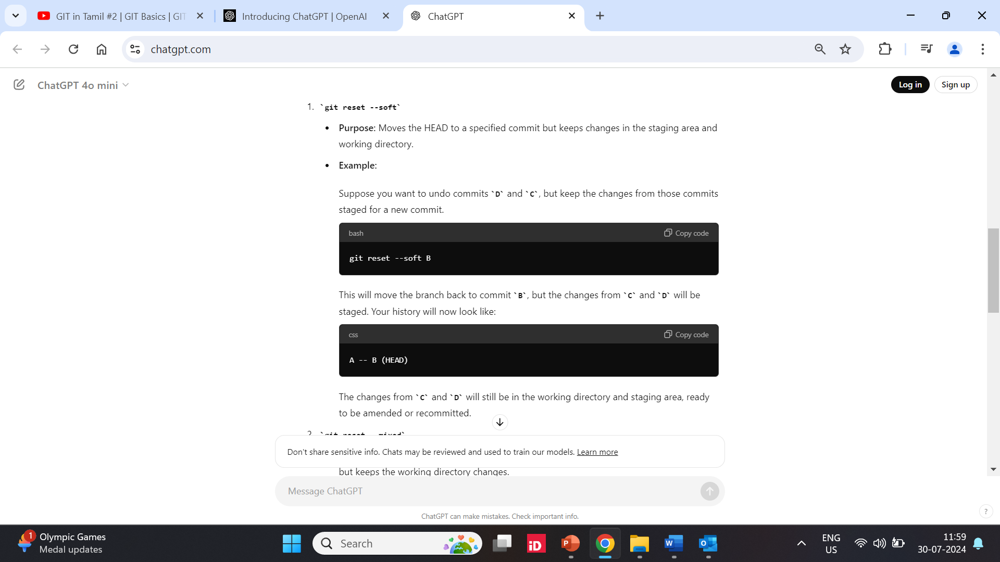 GIT in Tamil #2 | GIT Basics | GIT
Introducing ChatGPT | OpenAI
ChatGPT
chatgpt.com
ChatGPT 4o mini
Log in
Sign up
1. `git reset --soft`
• Purpose: Moves the HEAD to a specified commit but keeps changes in the staging area and
working directory.
• Example:
Suppose you want to undo commits `D` and `C`, but keep the changes from those commits
staged for a new commit.
bash
Copy code
git reset --soft B
This will move the branch back to commit `B`, but the changes from `C` and `D` will be
staged. Your history will now look like:
css
Copy code
A -- B (HEAD)
The changes from `C` and `D` will still be in the working directory and staging area, ready
to be amended or recommitted.
2. `git reset --mixed`
Don't share sensitive info. Chats may be reviewed and used to train our models. Learn more
but keeps the working directory changes.
Message ChatGPT
ChatGPT can make mistakes. Check important info.
?
1
Olympic Games
Medal updates
Search
iD
P
W
O
ENG
US
11:59
30-07-2024